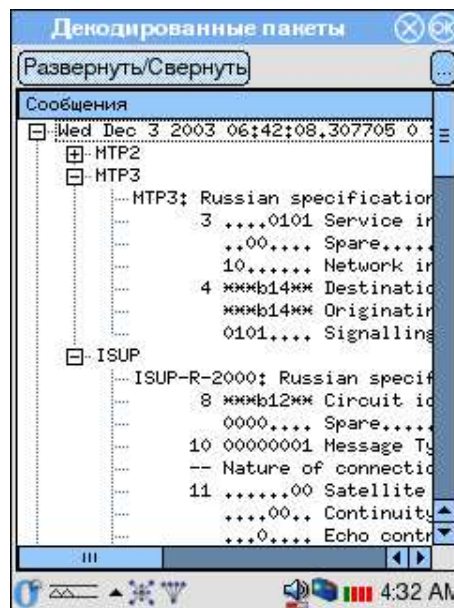 Декодированные пакеты
OK
Развернуть/Свернуть
...
Сообщения
Wed Dec 3 2003 06:42:08.307705 0
MTP2
MTP3
MTP3: Russian specification
3 ....0101 Service in
..00.... Spare.....
10...... Network in
4 ***b14** Destinatio
***b14** Originatin
0101.... Signalling
ISUP
ISUP-R-2000: Russian specif
8 ***b12** Circuit id
0000.... Spare.....
10 00000001 Message Ty
-- Nature of connectio
11 ......00 Satellite
....00.. Continuity
...0.... Echo contr
4:32 AM